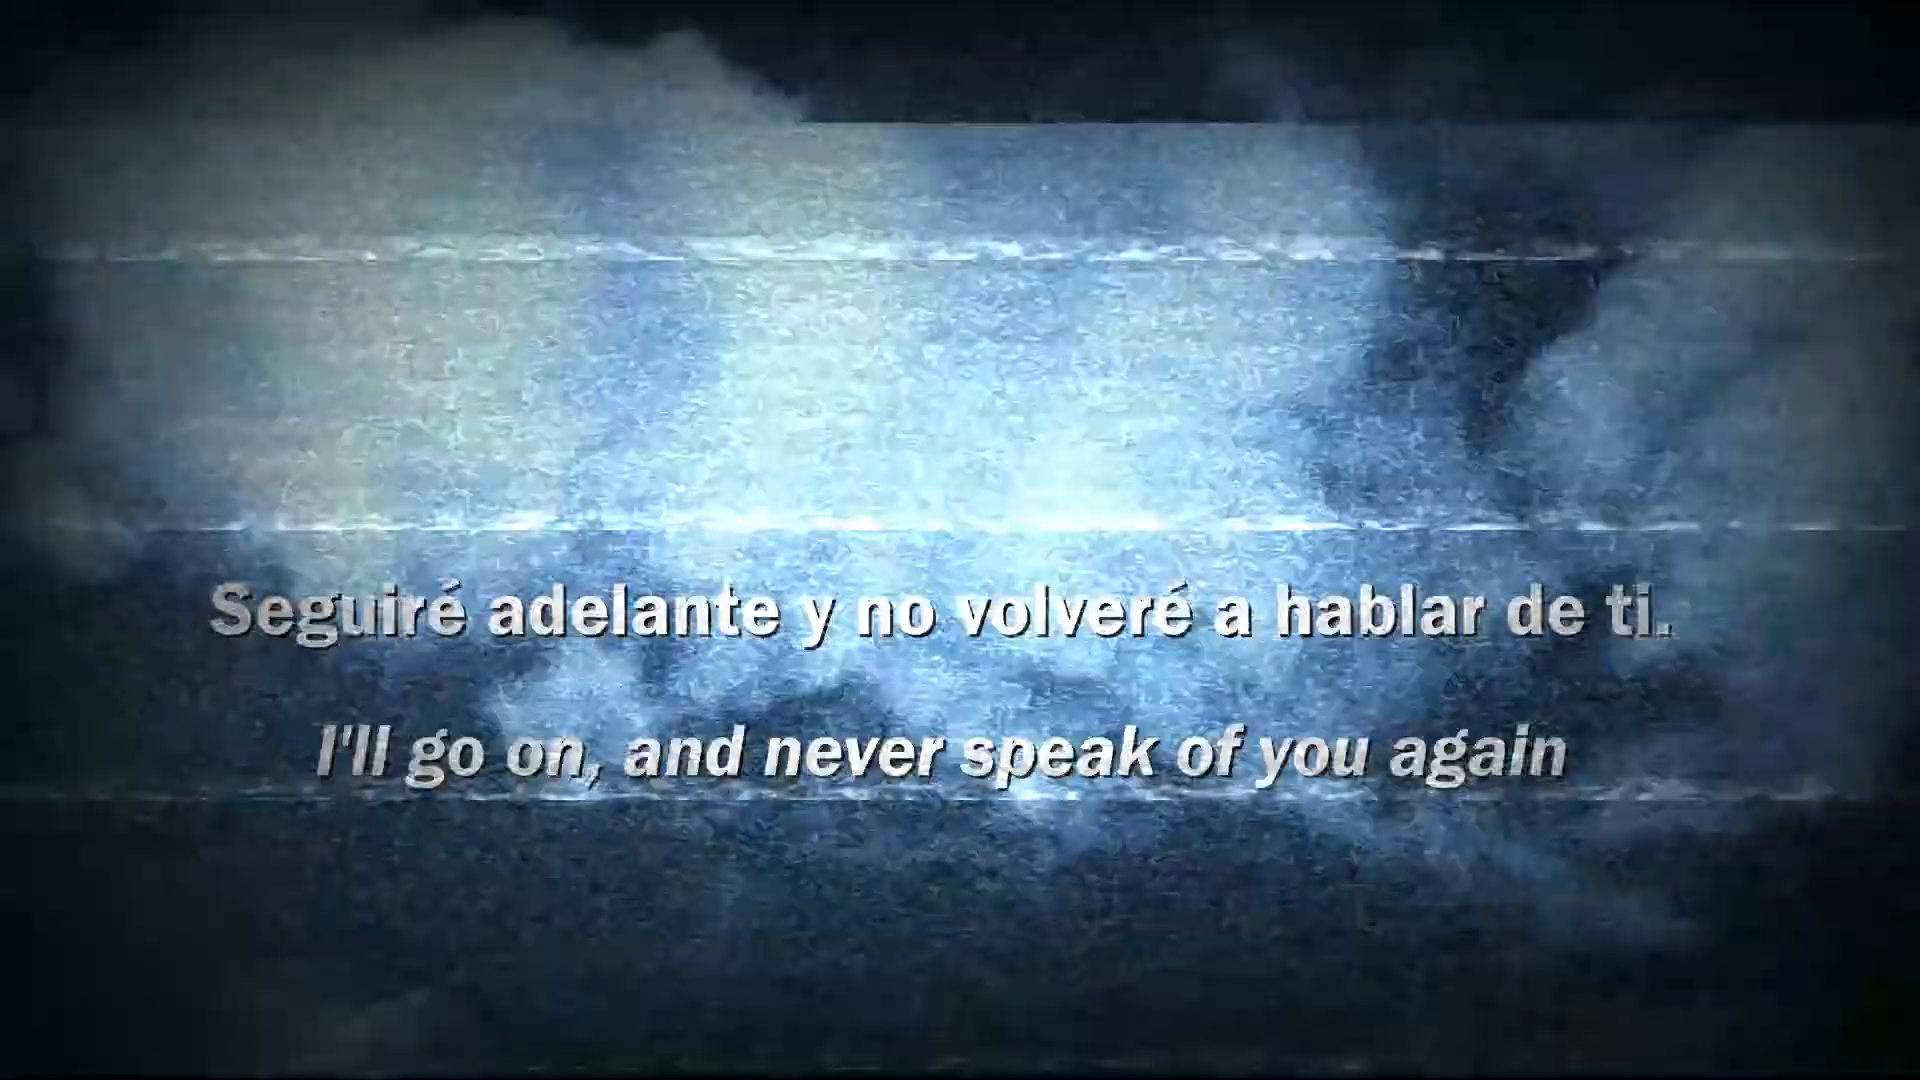 Seguiré adelante y no volveré a hablar de ti.
I'll go on, and never speak of you again